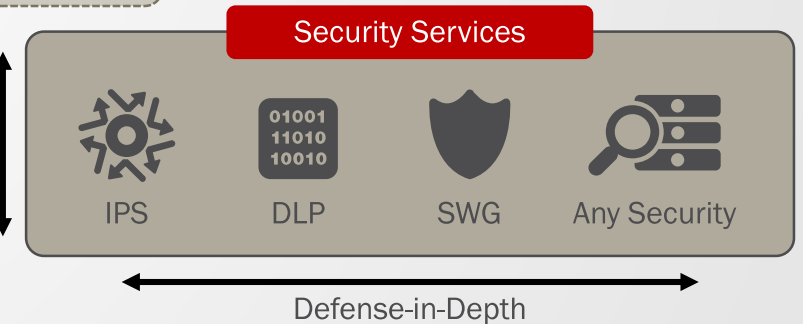 Security Services
01001
11010
10010
IPS
DLP
SWG
Any Security
Defense-in-Depth